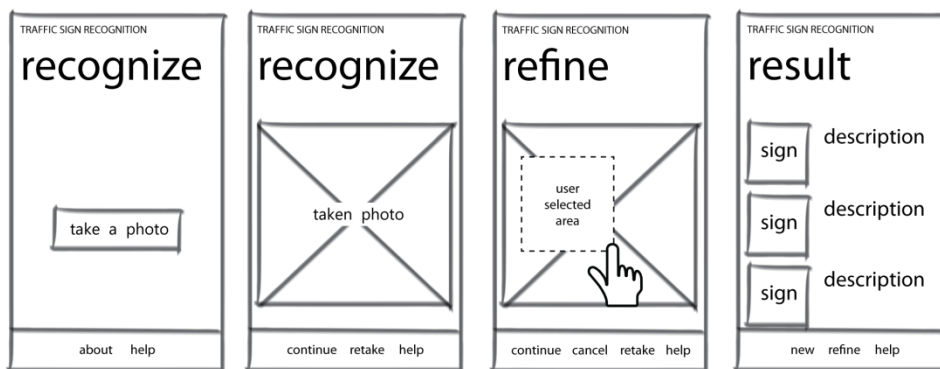 TRAFFIC SIGN RECOGNITION
recognize
take a photo
about help
TRAFFIC SIGN RECOGNITION
recognize
taken photo
continue retake help
TRAFFIC SIGN RECOGNITION
refine
user
selected
area
continue cancel retake help
TRAFFIC SIGN RECOGNITION
result
sign description
sign description
sign description
new refine help